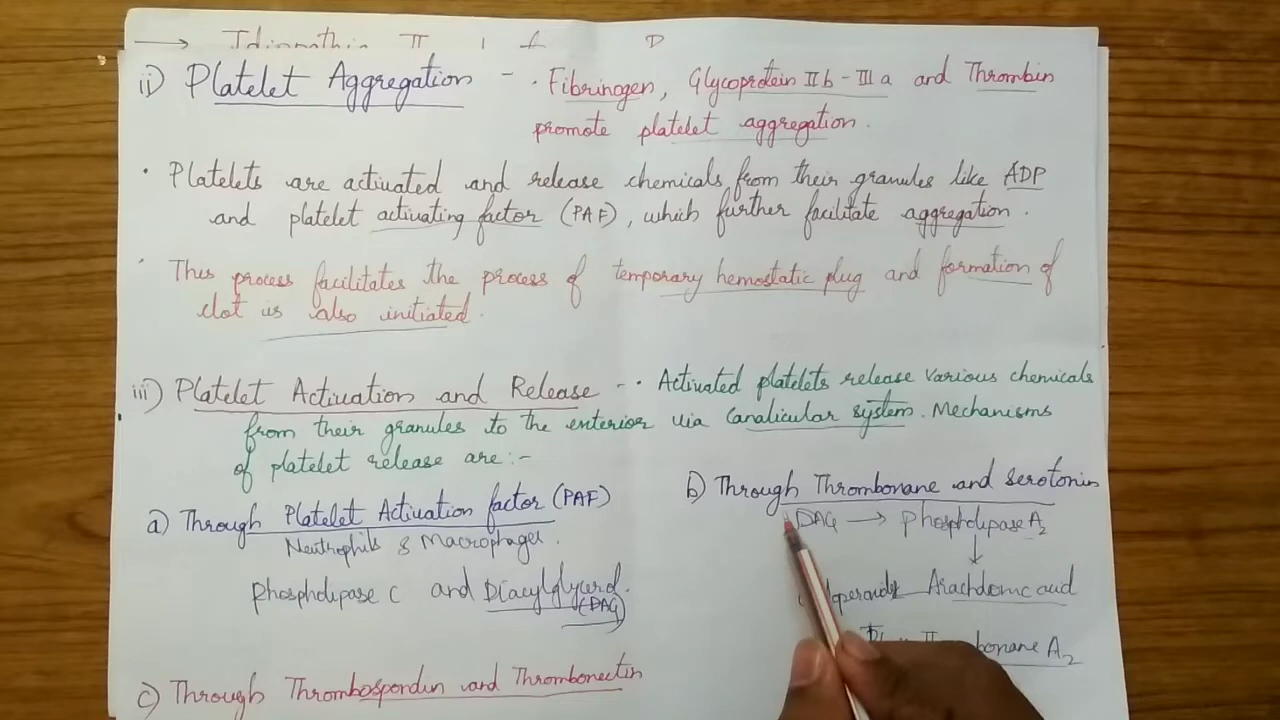 ii) Platelet Aggregation - · Fibrinogen, Glycoprotein IIb - IIIa and Thrombin
promote platelet aggregation.
· Platelets are activated and release chemicals from their granules like ADP
and platelet activating factor (PAF), which further facilitate aggregation.
· This process facilitates the process of temporary hemostatic plug and formation of
clot is also initiated.
iii) Platelet Activation and Release - · Activated platelets release various chemicals
from their granules to the exterior via Canalicular system. Mechanisms
of platelet release are:-
a) Through Platelet Activation factor (PAF)
Neutrophils & Macrophages.
Phospholipase C and Diacylglycerol.
(DAG)
b) Through Thromboxane and Serotonin
DAG → Phospholipase A2
↓
Arachdonic acid
A2
c) Through Thrombospondin and Thrombonectin